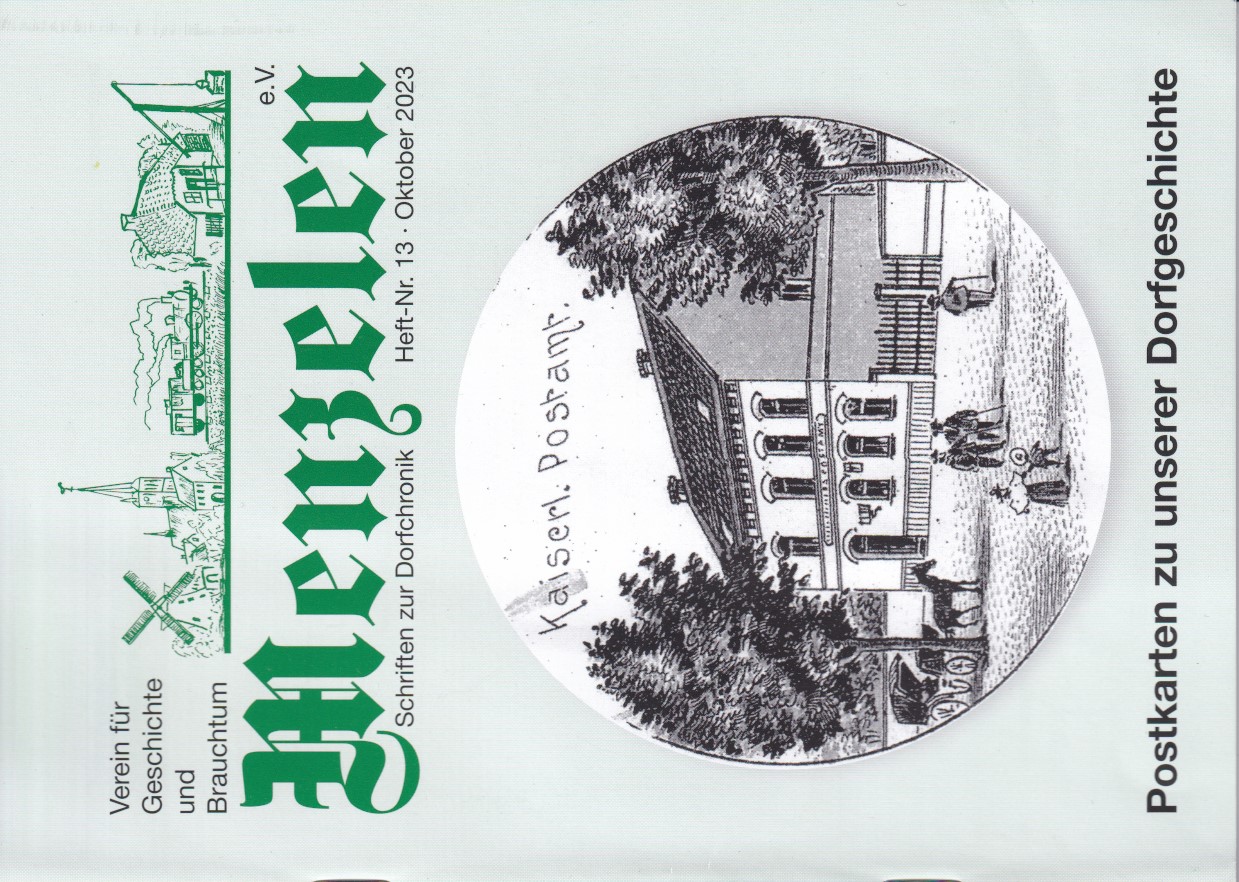 Verein für
Geschichte
und
Brauchtum
e.V.
Menzelen
Schriften zur Dorfchronik Heft-Nr. 13 · Oktober 2023
Kaiserl. Postamt.
Postkarten zu unserer Dorfgeschichte